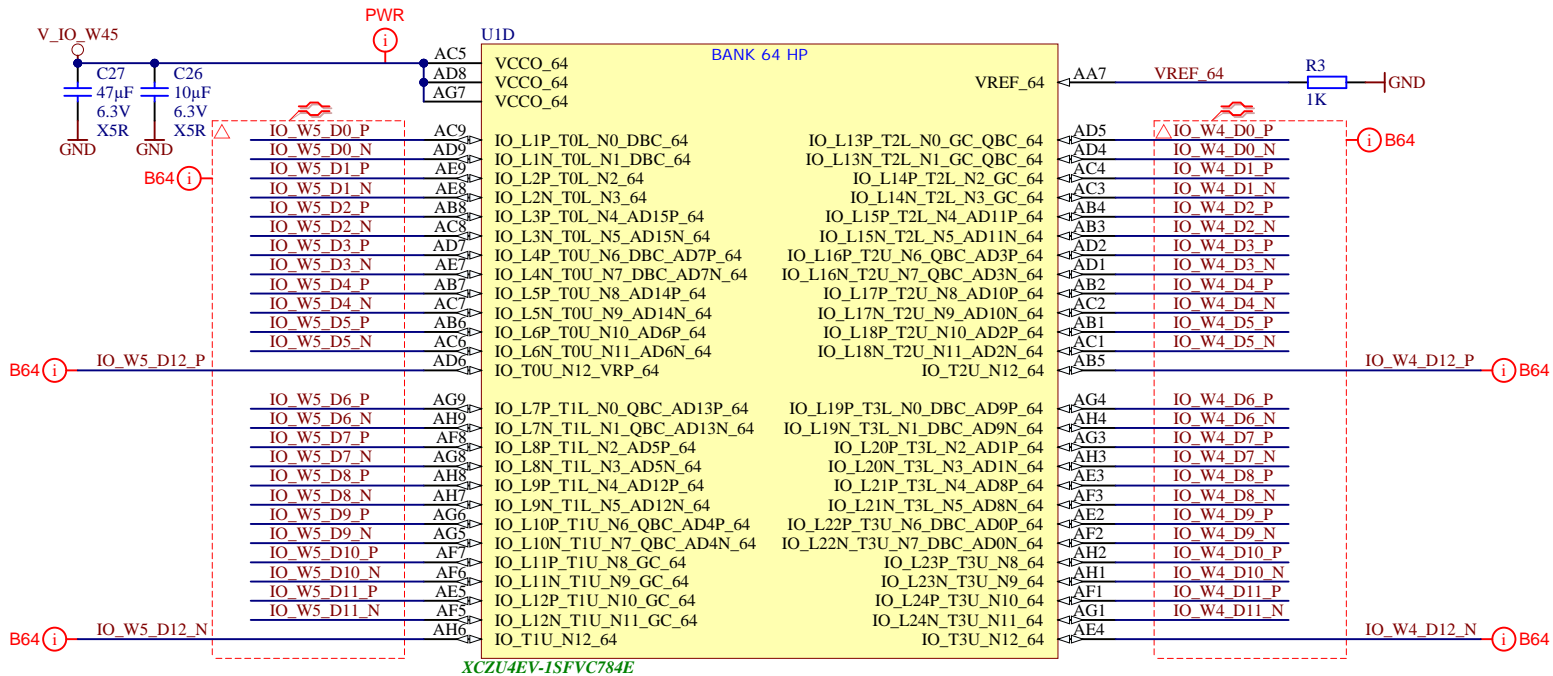 PWR
i
V_IO_W45
U1D
BANK 64 HP
C27
47µF
6.3V
X5R
GND
C26
10µF
6.3V
X5R
GND
AC5 VCCO_64
AD8 VCCO_64
AG7 VCCO_64
VREF_64 AA7 VREF_64
R3
1K
GND
IO_W5_D0_P AC9 IO_L1P_T0L_N0_DBC_64 IO_L13P_T2L_N0_GC_QBC_64 AD5 IO_W4_D0_P
i B64
IO_W5_D0_N AD9 IO_L1N_T0L_N1_DBC_64 IO_L13N_T2L_N1_GC_QBC_64 AD4 IO_W4_D0_N
B64 i
IO_W5_D1_P AE9 IO_L2P_T0L_N2_64 IO_L14P_T2L_N2_GC_64 AC4 IO_W4_D1_P
IO_W5_D1_N AE8 IO_L2N_T0L_N3_64 IO_L14N_T2L_N3_GC_64 AC3 IO_W4_D1_N
IO_W5_D2_P AB8 IO_L3P_T0L_N4_AD15P_64 IO_L15P_T2L_N4_AD11P_64 AB4 IO_W4_D2_P
IO_W5_D2_N AC8 IO_L3N_T0L_N5_AD15N_64 IO_L15N_T2L_N5_AD11N_64 AB3 IO_W4_D2_N
IO_W5_D3_P AD7 IO_L4P_T0U_N6_DBC_AD7P_64 IO_L16P_T2U_N6_QBC_AD3P_64 AD2 IO_W4_D3_P
IO_W5_D3_N AE7 IO_L4N_T0U_N7_DBC_AD7N_64 IO_L16N_T2U_N7_QBC_AD3N_64 AD1 IO_W4_D3_N
IO_W5_D4_P AB7 IO_L5P_T0U_N8_AD14P_64 IO_L17P_T2U_N8_AD10P_64 AB2 IO_W4_D4_P
IO_W5_D4_N AC7 IO_L5N_T0U_N9_AD14N_64 IO_L17N_T2U_N9_AD10N_64 AC2 IO_W4_D4_N
IO_W5_D5_P AB6 IO_L6P_T0U_N10_AD6P_64 IO_L18P_T2U_N10_AD2P_64 AB1 IO_W4_D5_P
IO_W5_D5_N AC6 IO_L6N_T0U_N11_AD6N_64 IO_L18N_T2U_N11_AD2N_64 AC1 IO_W4_D5_N
B64 i IO_W5_D12_P AD6 IO_T0U_N12_VRP_64 IO_T2U_N12_64 AB5 IO_W4_D12_P i B64
IO_W5_D6_P AG9 IO_L7P_T1L_N0_QBC_AD13P_64 IO_L19P_T3L_N0_DBC_AD9P_64 AG4 IO_W4_D6_P
IO_W5_D6_N AH9 IO_L7N_T1L_N1_QBC_AD13N_64 IO_L19N_T3L_N1_DBC_AD9N_64 AH4 IO_W4_D6_N
IO_W5_D7_P AF8 IO_L8P_T1L_N2_AD5P_64 IO_L20P_T3L_N2_AD1P_64 AG3 IO_W4_D7_P
IO_W5_D7_N AG8 IO_L8N_T1L_N3_AD5N_64 IO_L20N_T3L_N3_AD1N_64 AH3 IO_W4_D7_N
IO_W5_D8_P AH8 IO_L9P_T1L_N4_AD12P_64 IO_L21P_T3L_N4_AD8P_64 AE3 IO_W4_D8_P
IO_W5_D8_N AH7 IO_L9N_T1L_N5_AD12N_64 IO_L21N_T3L_N5_AD8N_64 AF3 IO_W4_D8_N
IO_W5_D9_P AG6 IO_L10P_T1U_N6_QBC_AD4P_64 IO_L22P_T3U_N6_DBC_AD0P_64 AE2 IO_W4_D9_P
IO_W5_D9_N AG5 IO_L10N_T1U_N7_QBC_AD4N_64 IO_L22N_T3U_N7_DBC_AD0N_64 AF2 IO_W4_D9_N
IO_W5_D10_P AF7 IO_L11P_T1U_N8_GC_64 IO_L23P_T3U_N8_64 AH2 IO_W4_D10_P
IO_W5_D10_N AF6 IO_L11N_T1U_N9_GC_64 IO_L23N_T3U_N9_64 AH1 IO_W4_D10_N
IO_W5_D11_P AE5 IO_L12P_T1U_N10_GC_64 IO_L24P_T3U_N10_64 AF1 IO_W4_D11_P
IO_W5_D11_N AF5 IO_L12N_T1U_N11_GC_64 IO_L24N_T3U_N11_64 AG1 IO_W4_D11_N
B64 i IO_W5_D12_N AH6 IO_T1U_N12_64 IO_T3U_N12_64 AE4 IO_W4_D12_N i B64
XCZU4EV-1SFVC784E